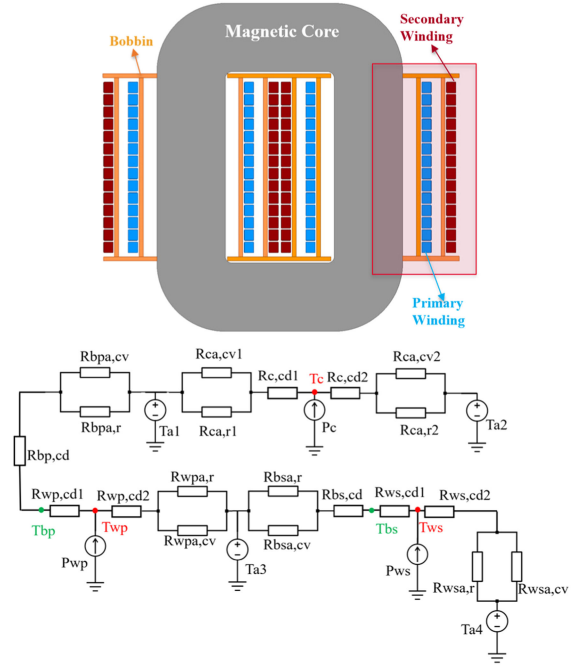 Secondary
Winding
Magnetic Core
Bobbin
Primary
Winding
Rbpa,cv
Rca,cv1
Rca,cv2
Rc,cd1
Tc
Rc,cd2
Rbpa,r
Ta1
Rca,r1
Pc
Rca,r2
Ta2
Rbp,cd
Rwp,cd1
Rwp,cd2
Rwpa,r
Rbsa,r
Rbs,cd
Rws,cd1
Rws,cd2
Tbp
Twp
Tbs
Tws
Rwpa,cv
Rbsa,cv
Pwp
Ta3
Pws
Rwsa,
r
Rwsa,cv
Ta4